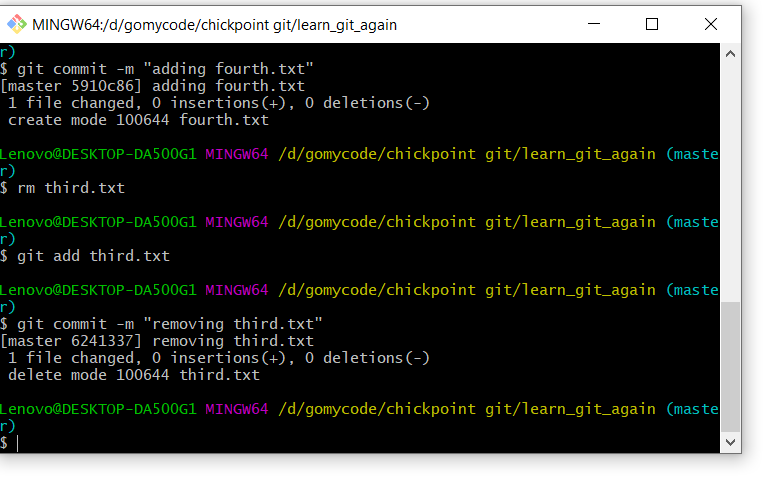 MINGW64:/d/gomycode/chickpoint git/learn_git_again
r)
$ git commit -m "adding fourth.txt"
[master 5910c86] adding fourth.txt
 1 file changed, 0 insertions(+), 0 deletions(-)
 create mode 100644 fourth.txt

Lenovo@DESKTOP-DA500G1 MINGW64 /d/gomycode/chickpoint git/learn_git_again (maste
r)
$ rm third.txt

Lenovo@DESKTOP-DA500G1 MINGW64 /d/gomycode/chickpoint git/learn_git_again (maste
r)
$ git add third.txt

Lenovo@DESKTOP-DA500G1 MINGW64 /d/gomycode/chickpoint git/learn_git_again (maste
r)
$ git commit -m "removing third.txt"
[master 6241337] removing third.txt
 1 file changed, 0 insertions(+), 0 deletions(-)
 delete mode 100644 third.txt

Lenovo@DESKTOP-DA500G1 MINGW64 /d/gomycode/chickpoint git/learn_git_again (maste
r)
$